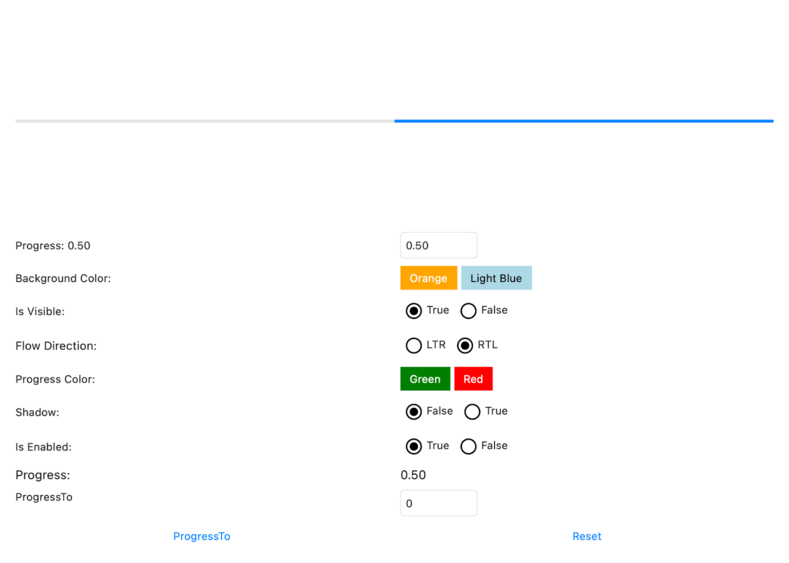 Progress: 0.50 0.50
Background Color: Orange Light Blue
Is Visible: True False
Flow Direction: LTR RTL
Progress Color: Green Red
Shadow: False True
Is Enabled: True False
Progress: 0.50
ProgressTo 0
ProgressTo Reset